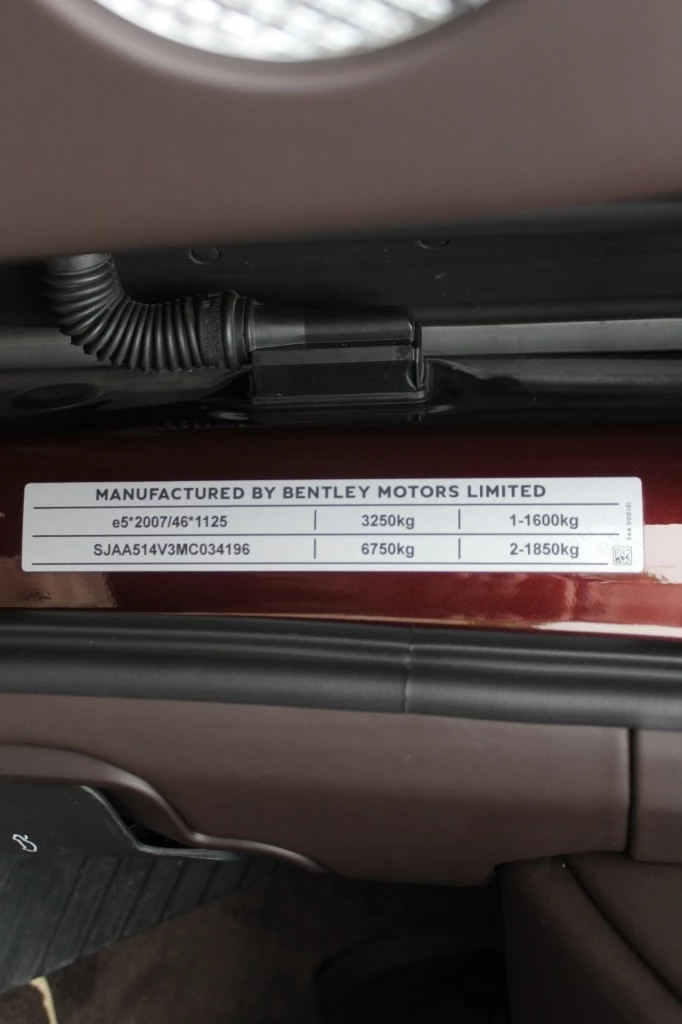 MANUFACTURED BY BENTLEY MOTORS LIMITED
e5*2007/46*1125 | 3250kg | 1-1600kg
SJAA514V3MC034196 | 6750kg | 2-1850kg